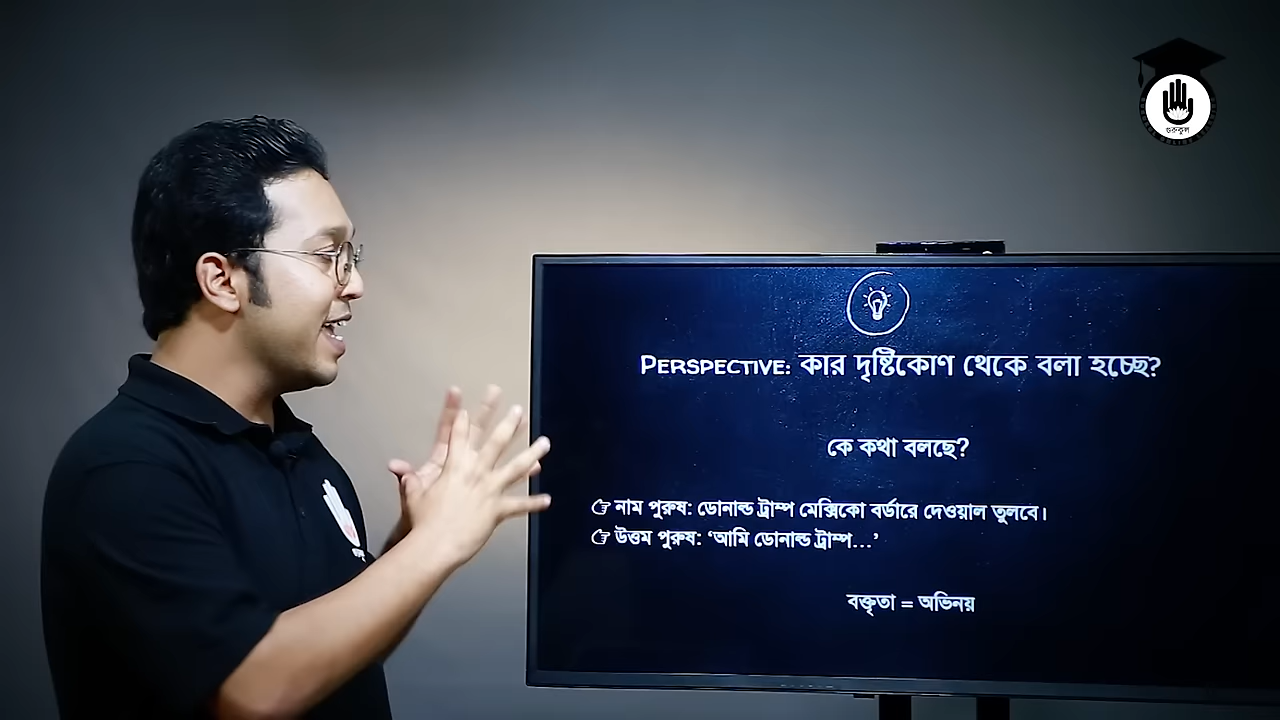 গুরুকুল
PERSPECTIVE: কার দৃষ্টিকোণ থেকে বলা হচ্ছে?
কে কথা বলছে?
👉 নাম পুরুষ: ডোনাল্ড ট্রাম্প মেক্সিকো বর্ডারে দেওয়াল তুলবে।
👉 উত্তম পুরুষ: ‘আমি ডোনাল্ড ট্রাম্প...’
বক্তৃতা = অভিনয়